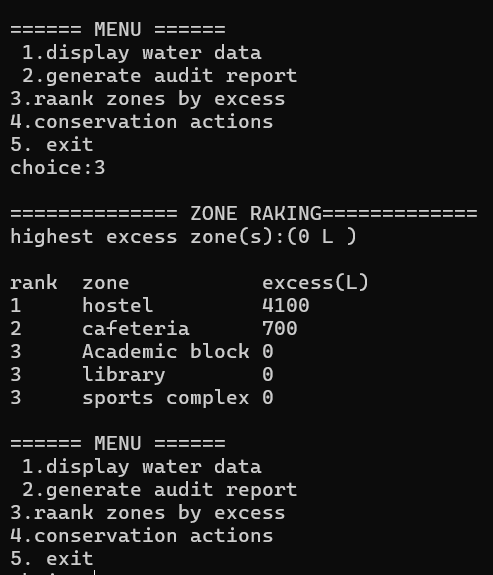 ====== MENU ======
1.display water data
2.generate audit report
3.raank zones by excess
4.conservation actions
5. exit
choice:3
============== ZONE RAKING=============
highest excess zone(s):(0 L )
rank zone excess(L)
1 hostel 4100
2 cafeteria 700
3 Academic block 0
3 library 0
3 sports complex 0
====== MENU ======
1.display water data
2.generate audit report
3.raank zones by excess
4.conservation actions
5. exit